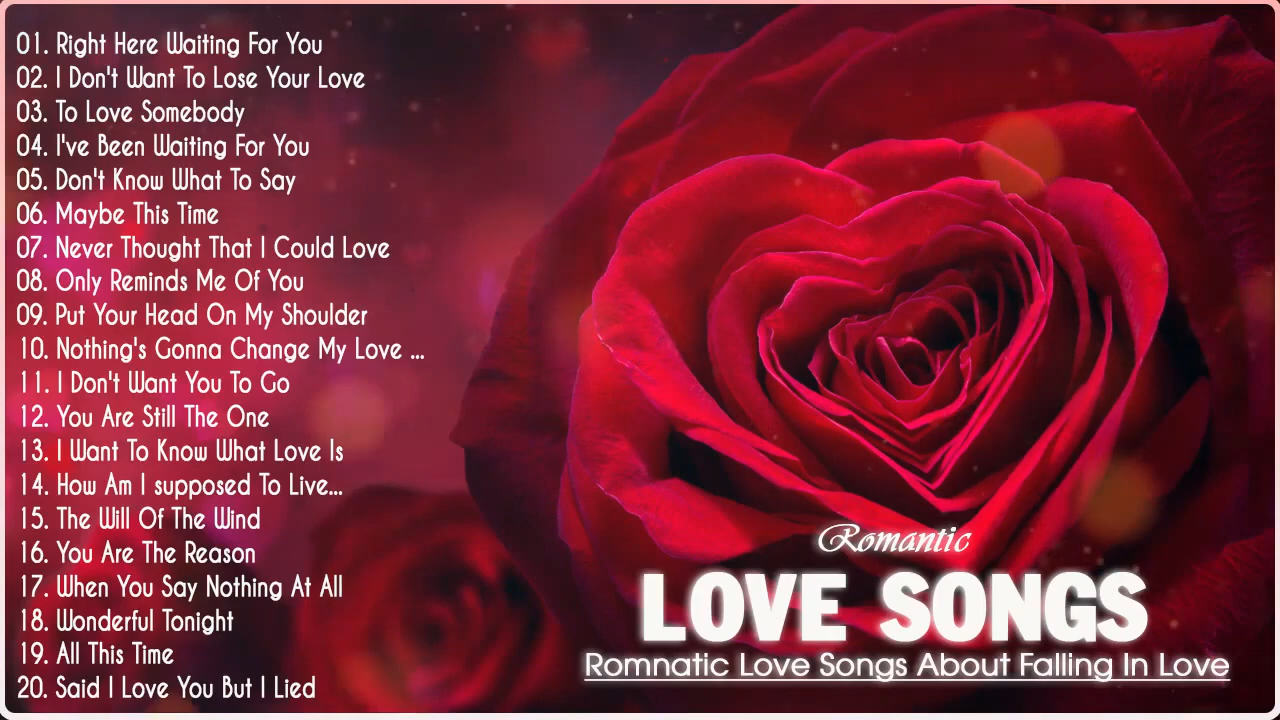 01. Right Here Waiting For You
02. I Don't Want To Lose Your Love
03. To Love Somebody
04. I've Been Waiting For You
05. Don't Know What To Say
06. Maybe This Time
07. Never Thought That I Could Love
08. Only Reminds Me Of You
09. Put Your Head On My Shoulder
10. Nothing's Gonna Change My Love ...
11. I Don't Want You To Go
12. You Are Still The One
13. I Want To Know What Love Is
14. How Am I supposed To Live...
15. The Will Of The Wind
16. You Are The Reason
17. When You Say Nothing At All
18. Wonderful Tonight
19. All This Time
20. Said I Love You But I Lied
Romantic
LOVE SONGS
Romnatic Love Songs About Falling In Love